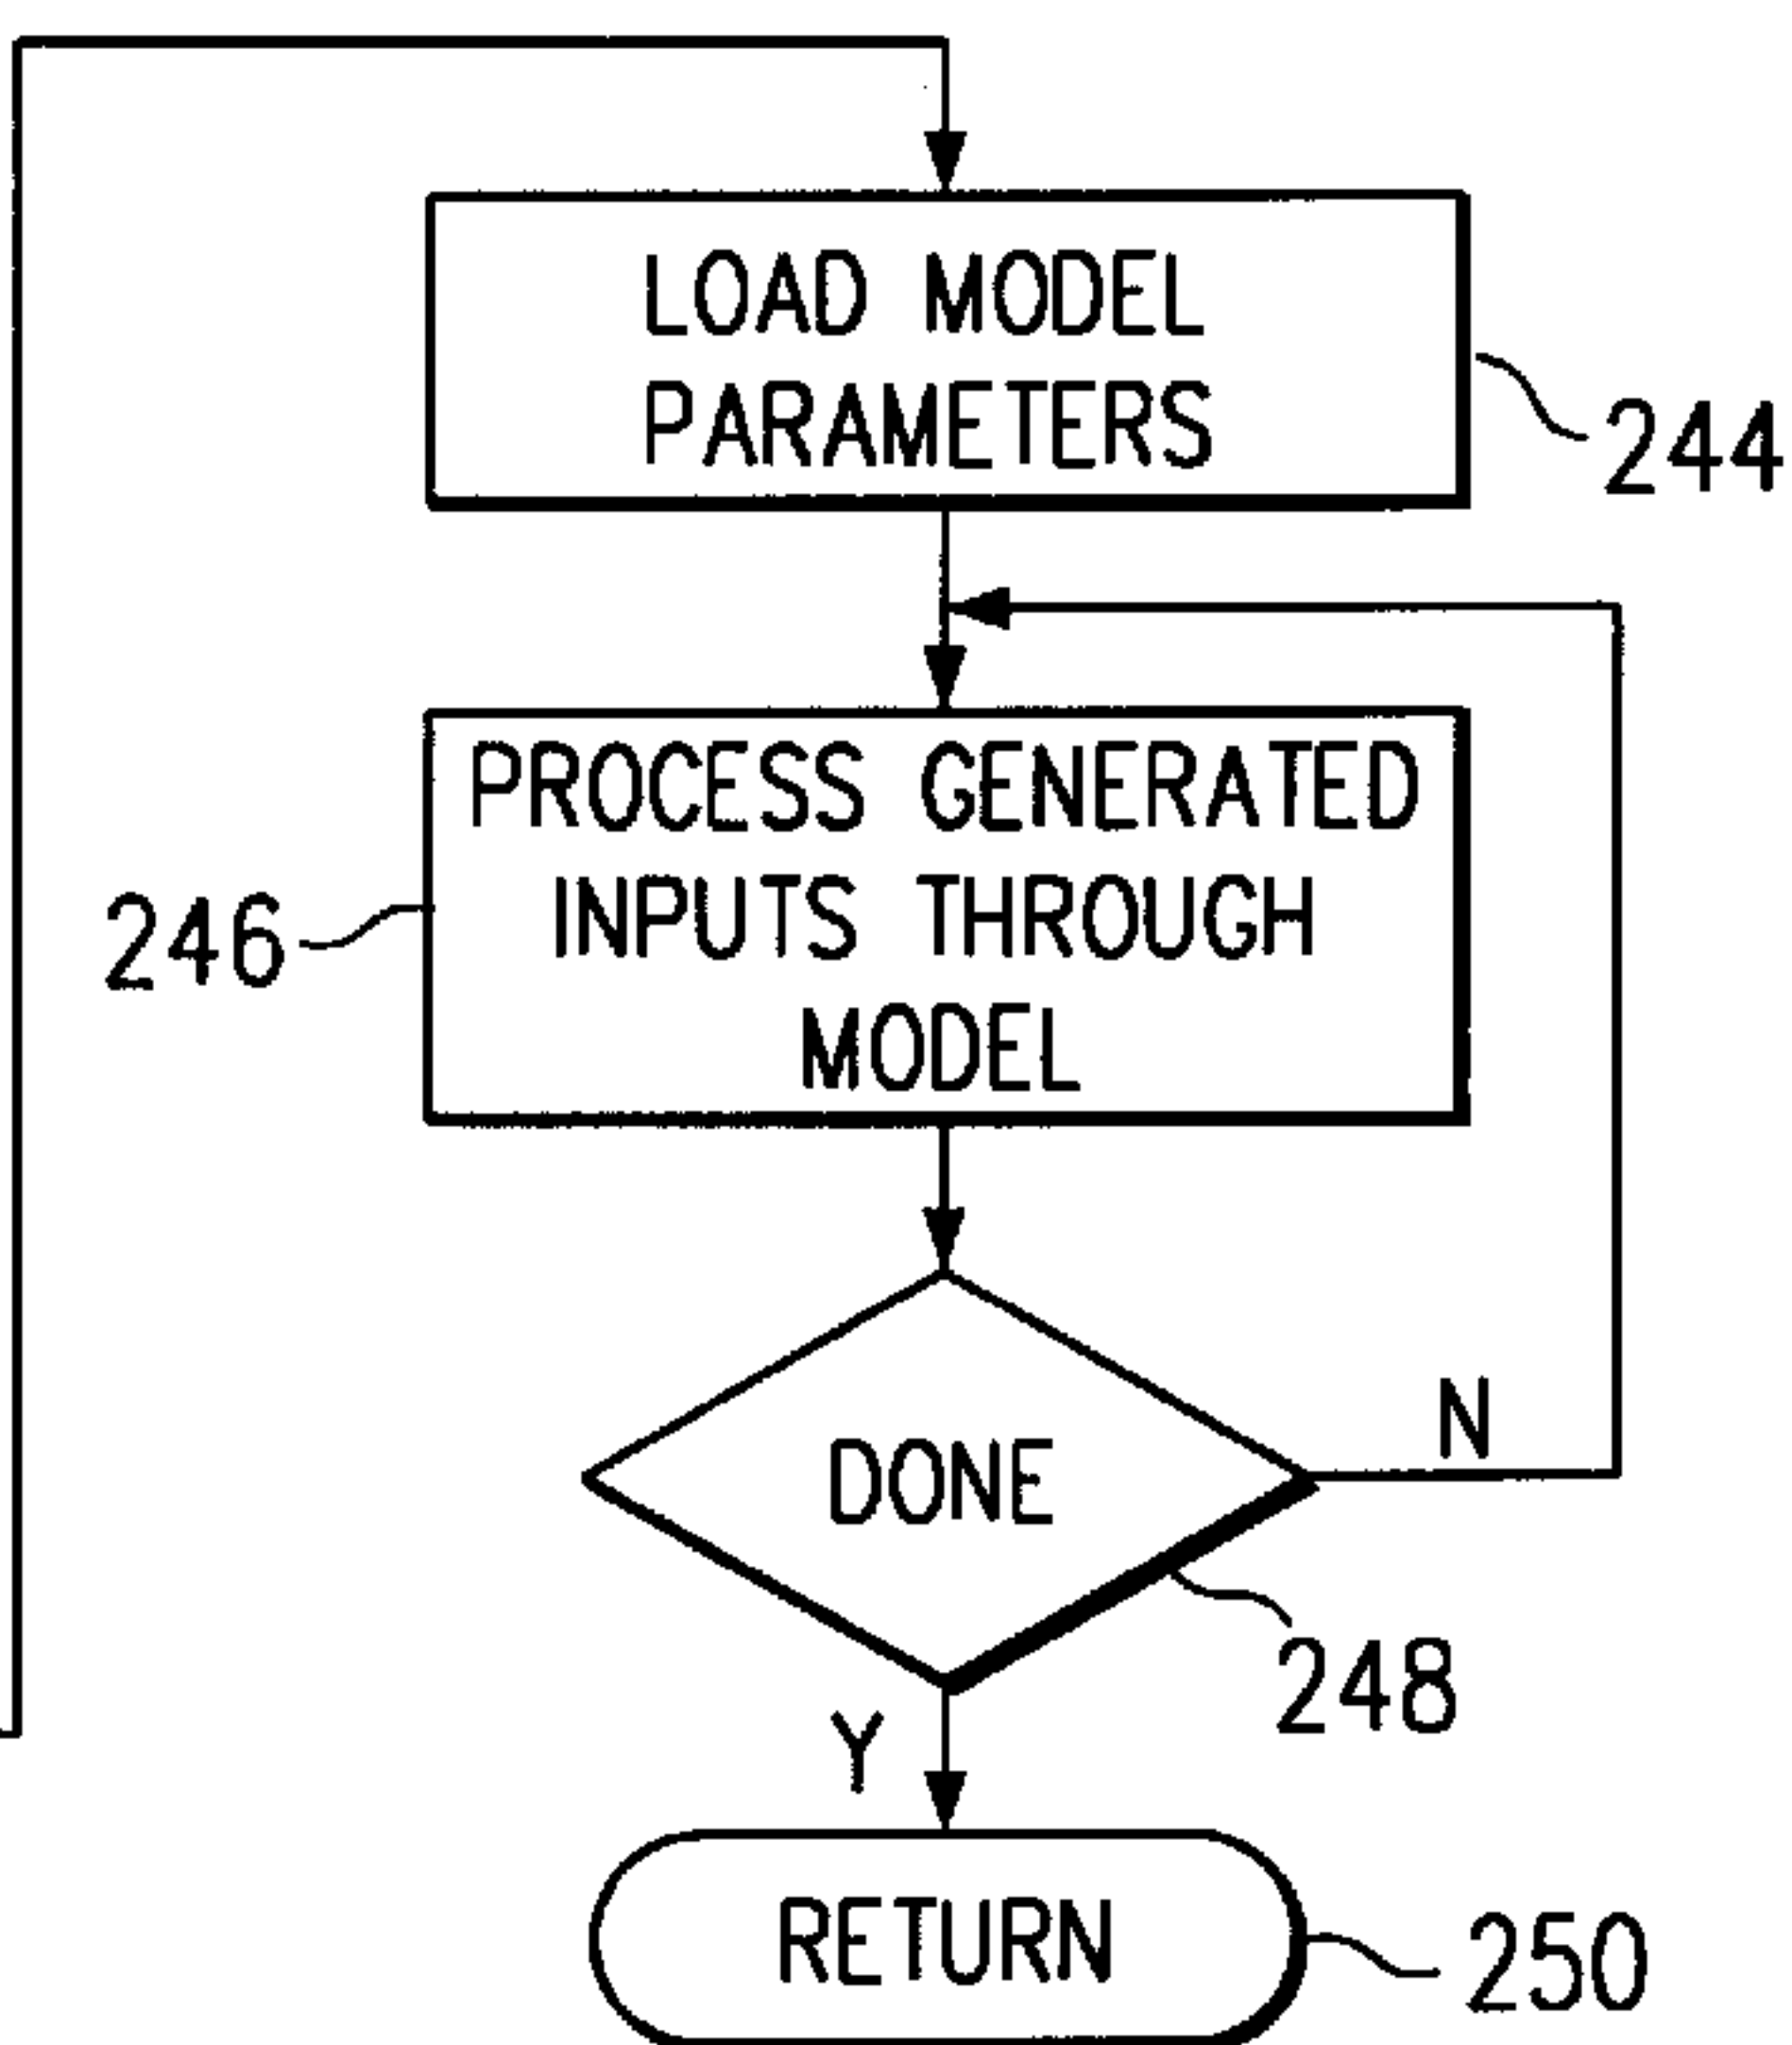 LOAD MODEL
PARAMETERS
244
PROCESS GENERATED
INPUTS THROUGH
MODEL
246
DONE
N
248
Y
RETURN
250